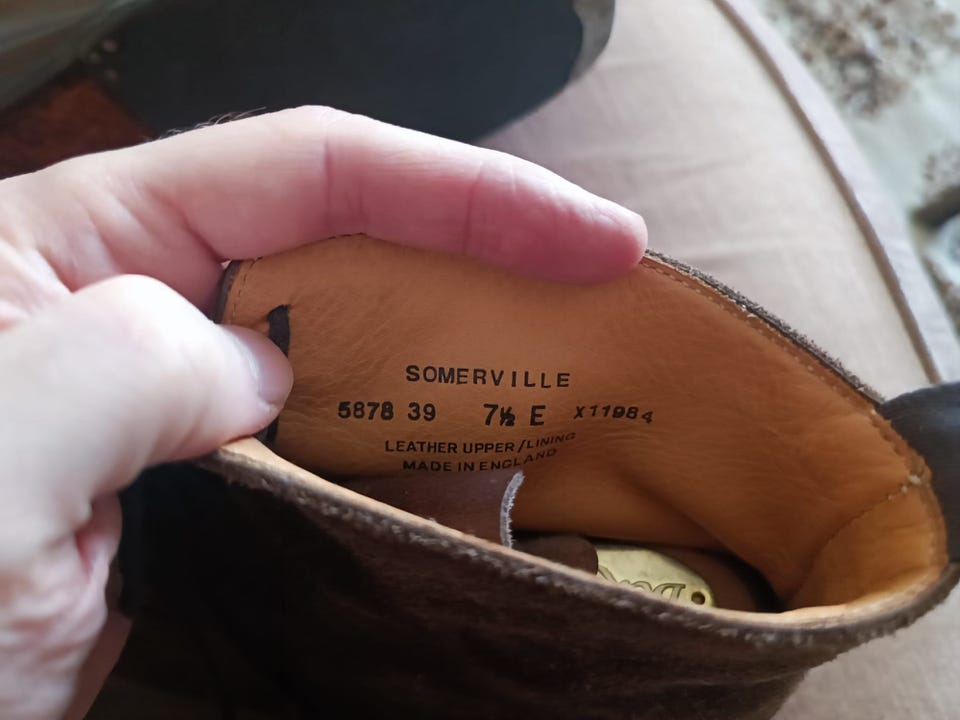 SOMERVILLE
5878 39 7½ E X11984
LEATHER UPPER/LINING
MADE IN ENGLAND